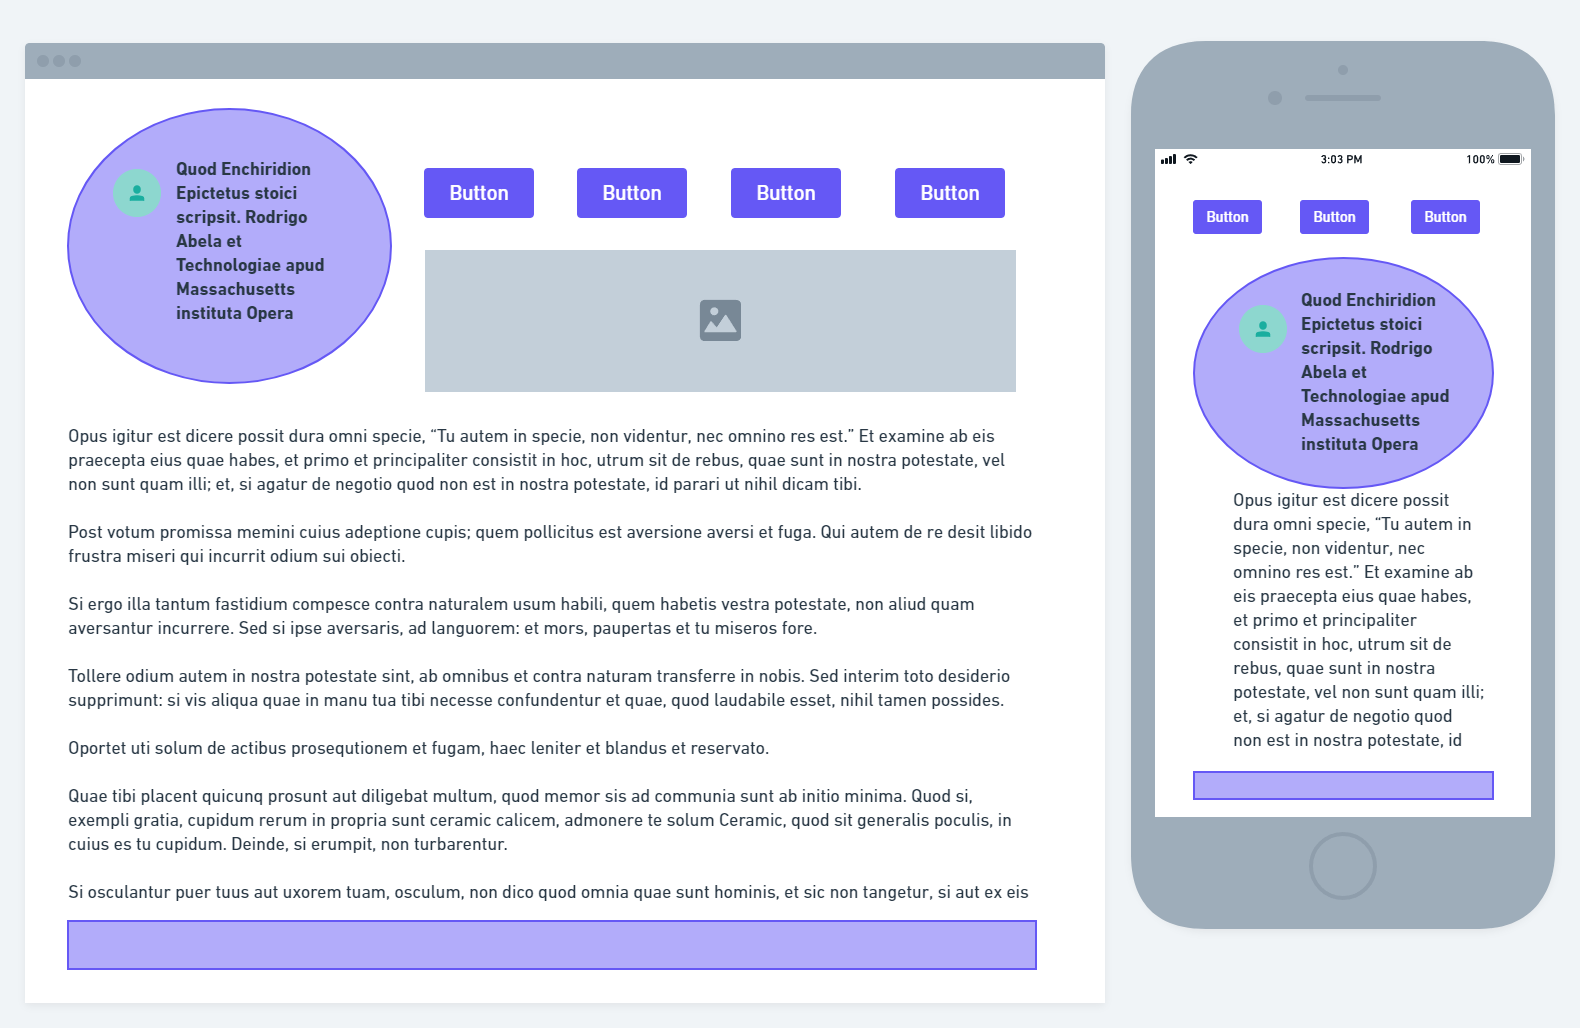 Quod Enchiridion
Epictetus stoici
scripsit. Rodrigo
Abela et
Technologiae apud
Massachusetts
instituta Opera
Button
Button
Button
Button
Opus igitur est dicere possit dura omni specie, “Tu autem in specie, non videntur, nec omnino res est.” Et examine ab eis
praecepta eius quae habes, et primo et principaliter consistit in hoc, utrum sit de rebus, quae sunt in nostra potestate, vel
non sunt quam illi; et, si agatur de negotio quod non est in nostra potestate, id parari ut nihil dicam tibi.
Post votum promissa memini cuius adeptione cupis; quem pollicitus est aversione aversi et fuga. Qui autem de re desit libido
frustra miseri qui incurrit odium sui obiecti.
Si ergo illa tantum fastidium compesce contra naturalem usum habili, quem habetis vestra potestate, non aliud quam
aversantur incurrere. Sed si ipse aversaris, ad languorem: et mors, paupertas et tu miseros fore.
Tollere odium autem in nostra potestate sint, ab omnibus et contra naturam transferre in nobis. Sed interim toto desiderio
supprimunt: si vis aliqua quae in manu tua tibi necesse confundentur et quae, quod laudabile esset, nihil tamen possides.
Oportet uti solum de actibus prosequtionem et fugam, haec leniter et blandus et reservato.
Quae tibi placent quicunq prosunt aut diligebat multum, quod memor sis ad communia sunt ab initio minima. Quod si,
exempli gratia, cupidum rerum in propria sunt ceramic calicem, admonere te solum Ceramic, quod sit generalis poculis, in
cuius es tu cupidum. Deinde, si erumpit, non turbarentur.
Si osculantur puer tuus aut uxorem tuam, osculum, non dico quod omnia quae sunt hominis, et sic non tangetur, si aut ex eis
3:03 PM
100%
Button
Button
Button
Quod Enchiridion
Epictetus stoici
scripsit. Rodrigo
Abela et
Technologiae apud
Massachusetts
instituta Opera
Opus igitur est dicere possit
dura omni specie, “Tu autem in
specie, non videntur, nec
omnino res est.” Et examine ab
eis praecepta eius quae habes,
et primo et principaliter
consistit in hoc, utrum sit de
rebus, quae sunt in nostra
potestate, vel non sunt quam illi;
et, si agatur de negotio quod
non est in nostra potestate, id